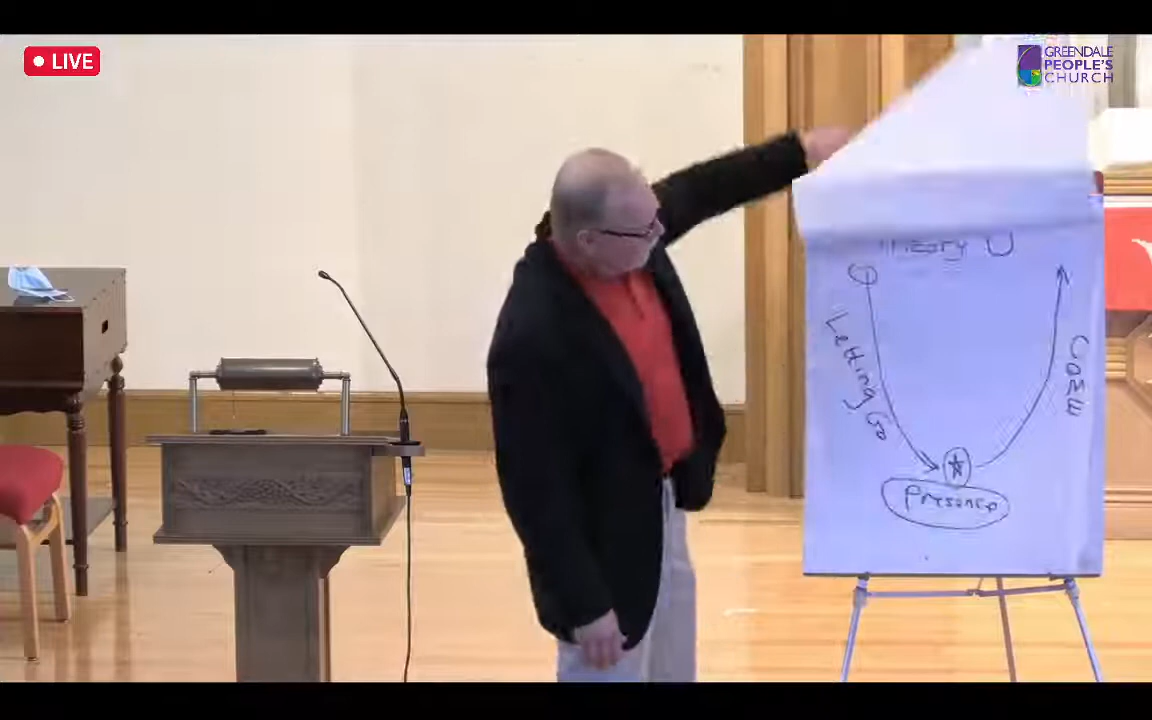 LIVE
GREENDALE
PEOPLE'S
CHURCH
Theory U
Letting Go
Come
Presence